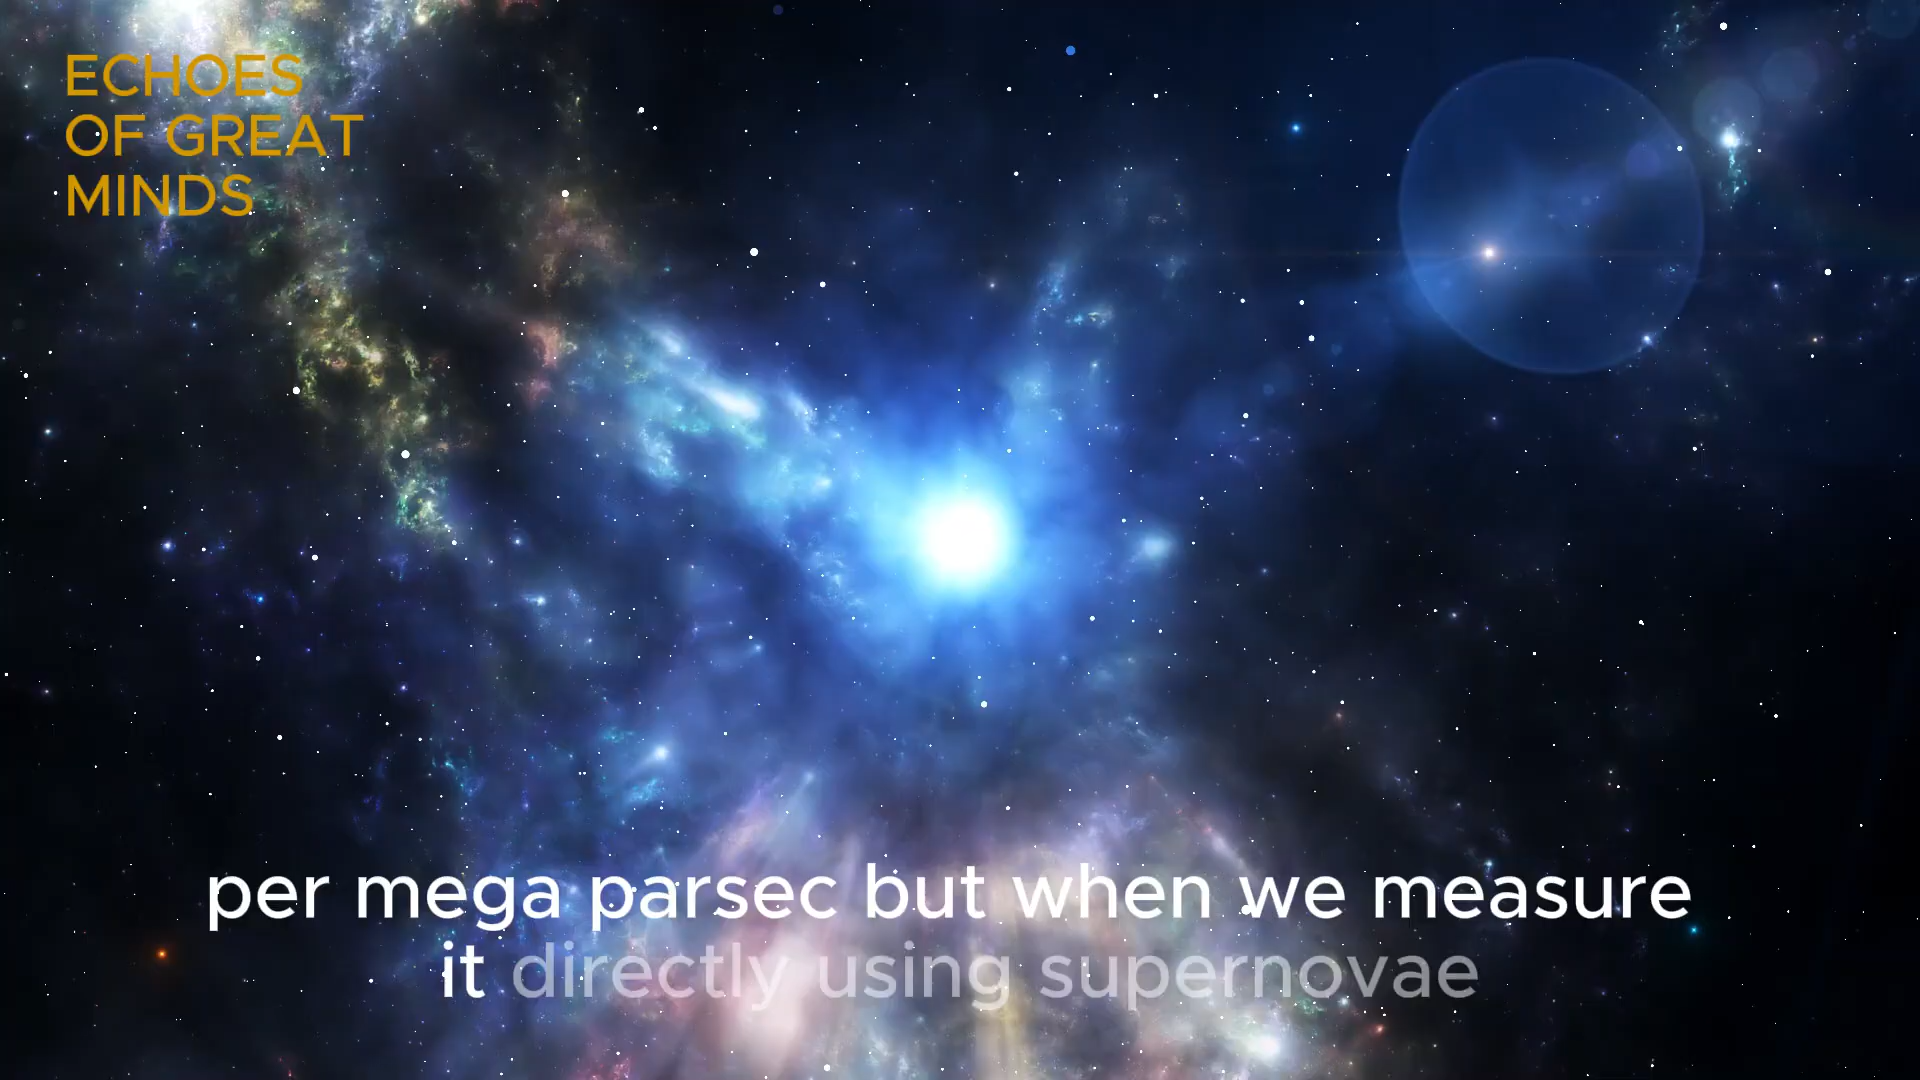 ECHOES
OF GREAT
MINDS
per mega parsec but when we measure
it directly using supernovae